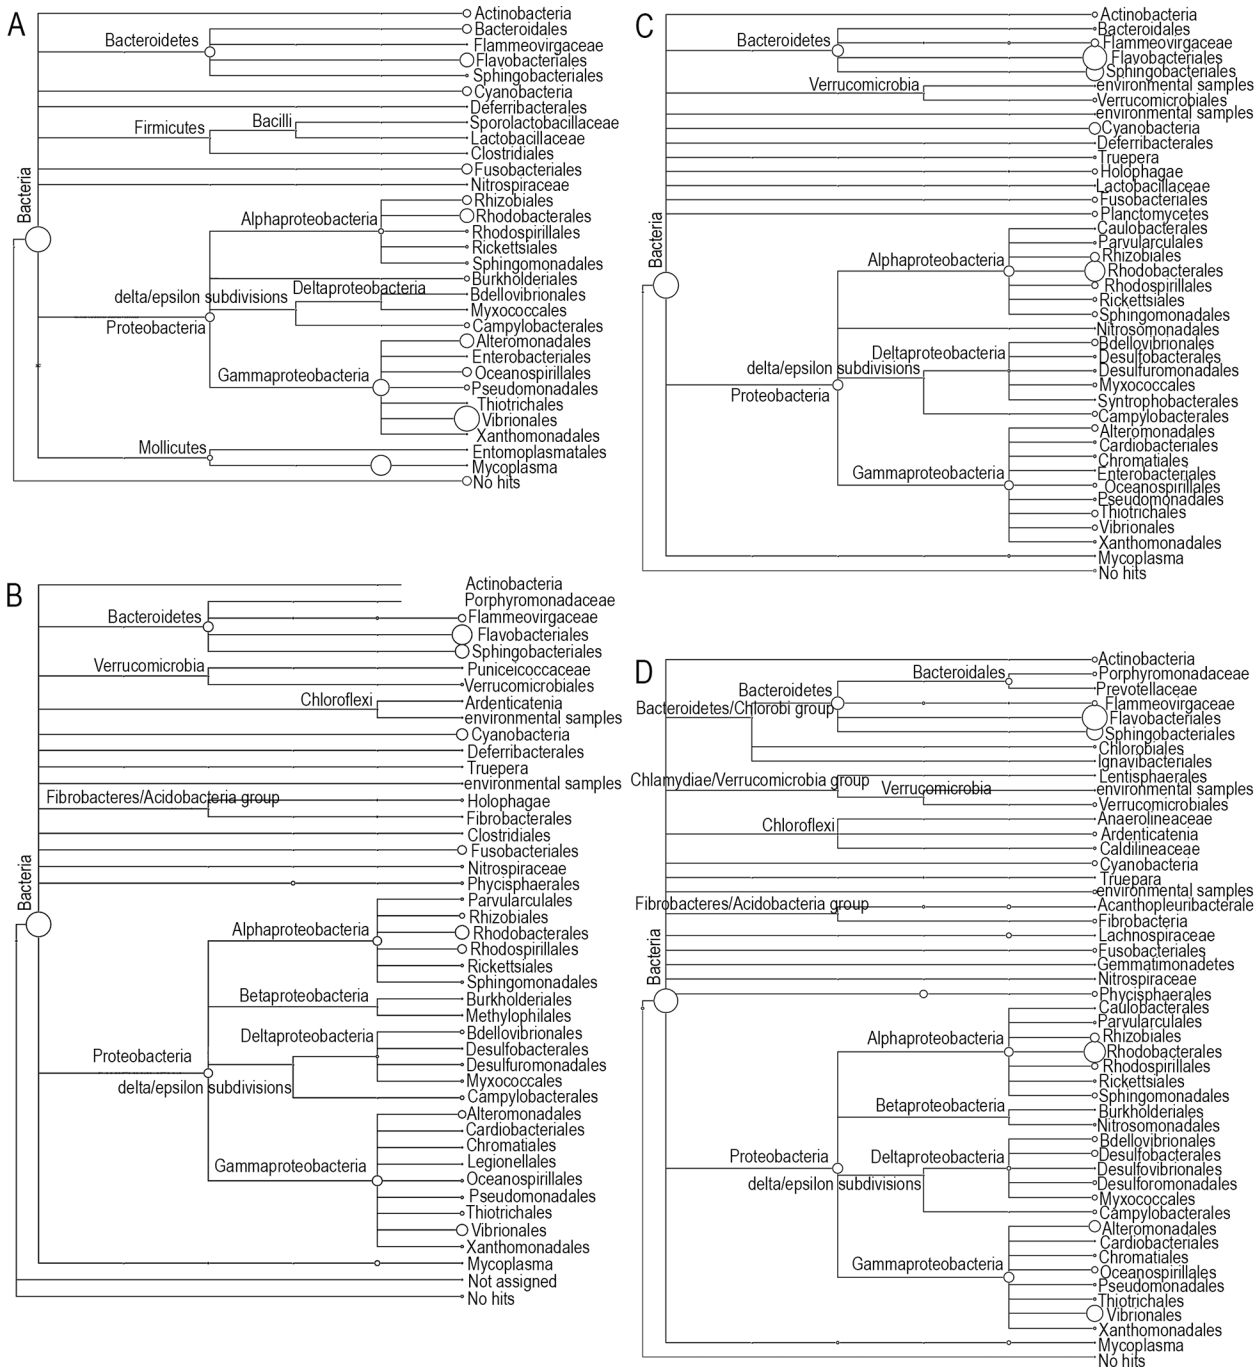 A
Actinobacteria
Bacteroidales
Bacteroidetes
Flammeovirgaceae
Flavobacteriales
Sphingobacteriales
Cyanobacteria
Deferribacterales
Sporolactobacillaceae
Bacilli
Firmicutes
Lactobacillaceae
Clostridiales
Fusobacteriales
Nitrospiraceae
Bacteria
Rhizobiales
Alphaproteobacteria
Rhodobacterales
Rhodospirillales
Rickettsiales
Sphingomonadales
Burkholderiales
Deltaproteobacteria
delta/epsilon subdivisions
Bdellovibrionales
Myxococcales
Proteobacteria
Campylobacterales
Alteromonadales
Enterobacteriales
Oceanospirillales
Gammaproteobacteria
Pseudomonadales
Thiotrichales
Vibrionales
Xanthomonadales
Mollicutes
Entomoplasmatales
Mycoplasma
No hits
B
Actinobacteria
Porphyromonadaceae
Bacteroidetes
Flammeovirgaceae
Flavobacteriales
Sphingobacteriales
Verrucomicrobia
Puniceicoccaceae
Verrucomicrobiales
Chloroflexi
Ardenticatenia
environmental samples
Cyanobacteria
Deferribacterales
Truepera
environmental samples
Fibrobacteres/Acidobacteria group
Holophagae
Fibrobacterales
Clostridiales
Fusobacteriales
Bacteria
Nitrospiraceae
Phycisphaerales
Parvularculales
Rhizobiales
Alphaproteobacteria
Rhodobacterales
Rhodospirillales
Rickettsiales
Sphingomonadales
Betaproteobacteria
Burkholderiales
Methylophilales
Deltaproteobacteria
Bdellovibrionales
Desulfobacterales
Proteobacteria
Desulfuromonadales
Myxococcales
delta/epsilon subdivisions
Campylobacterales
Alteromonadales
Cardiobacteriales
Chromatiales
Gammaproteobacteria
Legionellales
Oceanospirillales
Pseudomonadales
Thiotrichales
Vibrionales
Xanthomonadales
Mycoplasma
Not assigned
No hits
C
Actinobacteria
Bacteroidales
Bacteroidetes
Flammeovirgaceae
Flavobacteriales
Sphingobacteriales
Verrucomicrobia
environmental samples
Verrucomicrobiales
environmental samples
Cyanobacteria
Deferribacterales
Truepera
Holophagae
Lactobacillaceae
Fusobacteriales
Planctomycetes
Bacteria
Caulobacterales
Parvularculales
Rhizobiales
Alphaproteobacteria
Rhodobacterales
Rhodospirillales
Rickettsiales
Sphingomonadales
Nitrosomonadales
Bdellovibrionales
Deltaproteobacteria
Desulfobacterales
delta/epsilon subdivisions
Desulfuromonadales
Myxococcales
Proteobacteria
Syntrophobacterales
Campylobacterales
Alteromonadales
Cardiobacteriales
Chromatiales
Gammaproteobacteria
Enterobacteriales
Oceanospirillales
Pseudomonadales
Thiotrichales
Vibrionales
Xanthomonadales
Mycoplasma
No hits
D
Actinobacteria
Bacteroidales
Porphyromonadaceae
Bacteroidetes
Prevotellaceae
Bacteroidetes/Chlorobi group
Flammeovirgaceae
Flavobacteriales
Sphingobacteriales
Chlorobiales
Ignavibacteriales
Chlamydiae/Verrucomicrobia group
Lentisphaerales
Verrucomicrobia
environmental samples
Verrucomicrobiales
Chloroflexi
Anaerolineaceae
Ardenticatenia
Caldilineaceae
Cyanobacteria
Truepara
environmental samples
Fibrobacteres/Acidobacteria group
Acanthopleuribacterale
Fibrobacteria
Lachnospiraceae
Fusobacteriales
Bacteria
Gemmatimonadetes
Nitrospiraceae
Phycisphaerales
Caulobacterales
Parvularculales
Alphaproteobacteria
Rhizobiales
Rhodobacterales
Rhodospirillales
Rickettsiales
Sphingomonadales
Betaproteobacteria
Burkholderiales
Nitrosomonadales
Bdellovibrionales
Proteobacteria
Deltaproteobacteria
Desulfobacterales
Desulfovibrionales
delta/epsilon subdivisions
Desulforomonadales
Myxococcales
Campylobacterales
Alteromonadales
Cardiobacteriales
Chromatiales
Gammaproteobacteria
Oceanospirillales
Pseudomonadales
Thiotrichales
Vibrionales
Xanthomonadales
Mycoplasma
No hits